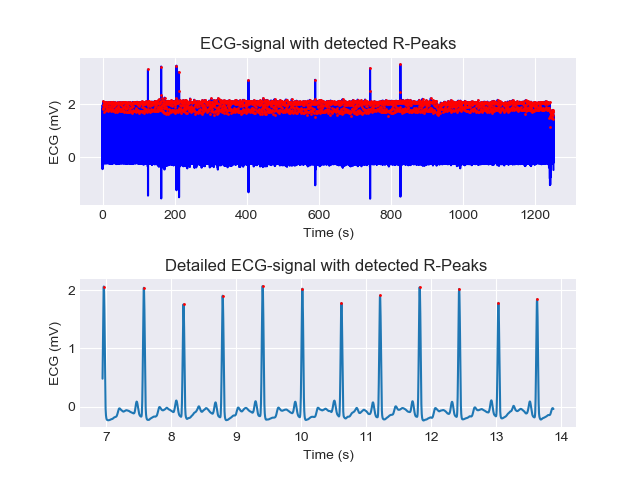 ECG-signal with detected R-Peaks
ECG (mV)
2
0
0 200 400 600 800 1000 1200
Time (s)
Detailed ECG-signal with detected R-Peaks
ECG (mV)
2
1
0
7 8 9 10 11 12 13 14
Time (s)